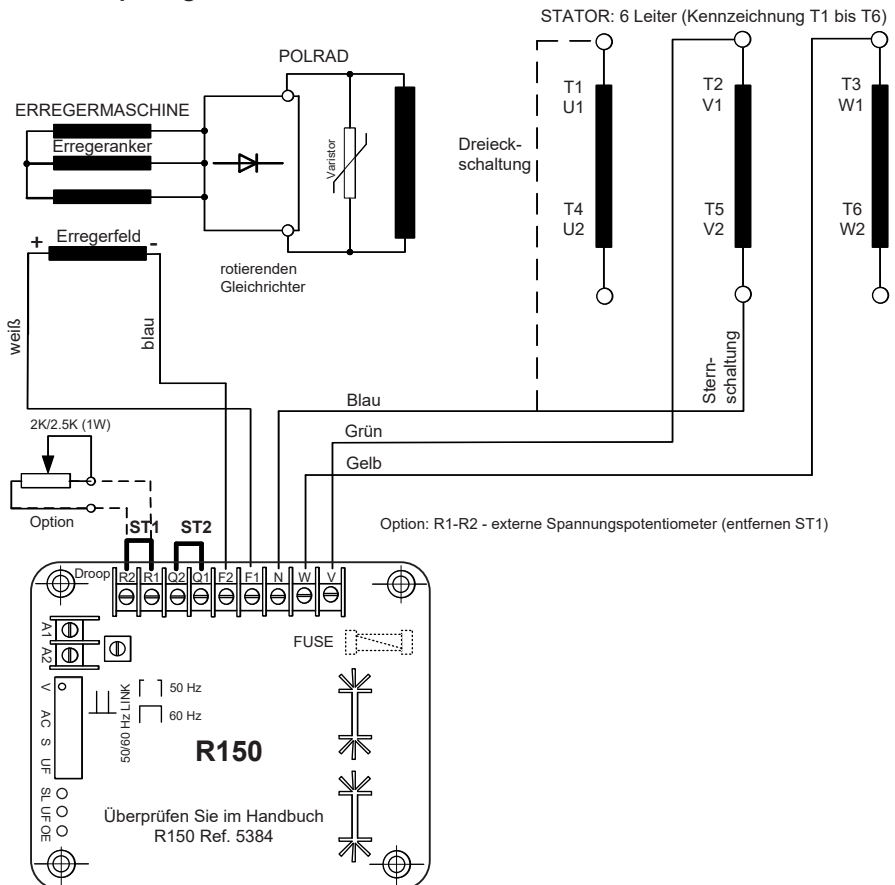 STATOR: 6 Leiter (Kennzeichnung T1 bis T6)
POLRAD
ERREGERMASCHINE
Erregeranker
Varistor
T1
U1
T2
V1
T3
W1
Dreieck-
schaltung
T4
U2
T5
V2
T6
W2
+ Erregerfeld -
rotierenden
Gleichrichter
weiß
blau
Stern-
schaltung
Blau
Grün
Gelb
2K/2.5K (1W)
Option
ST1 ST2
Option: R1-R2 - externe Spannungspotentiometer (entfernen ST1)
Droop R2 R1 Q2 Q1 F2 F1 N W V
A1
A2
FUSE
V
AC
S
UF
50/60 Hz LINK
50 Hz
60 Hz
R150
SL
UF
OE
Überprüfen Sie im Handbuch
R150 Ref. 5384